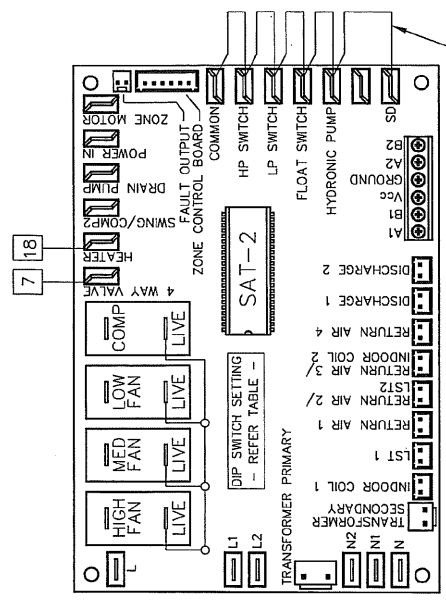 ZONE MOTOR
POWER IN
DRAIN PUMP
SWING/COMP2
HEATER
4 WAY VALVE
18
7
FAULT OUTPUT
ZONE CONTROL BOARD
COMMON
HP SWITCH
LP SWITCH
FLOAT SWITCH
HYDRONIC PUMP
SD
COMP
LIVE
LOW FAN
LIVE
MED FAN
LIVE
HIGH FAN
LIVE
L
SAT-2
DIP SWITCH SETTING
- REFER TABLE -
B2
A2
GROUND
Vcc
B1
A1
DISCHARGE 2
DISCHARGE 1
RETURN AIR 4
RETURN AIR 3/
INDOOR COIL 2
RETURN AIR 2/
LST2
RETURN AIR 1
LST 1
INDOOR COIL 1
TRANSFORMER
SECONDARY
L1
L2
TRANSFORMER PRIMARY
N2
N1
N